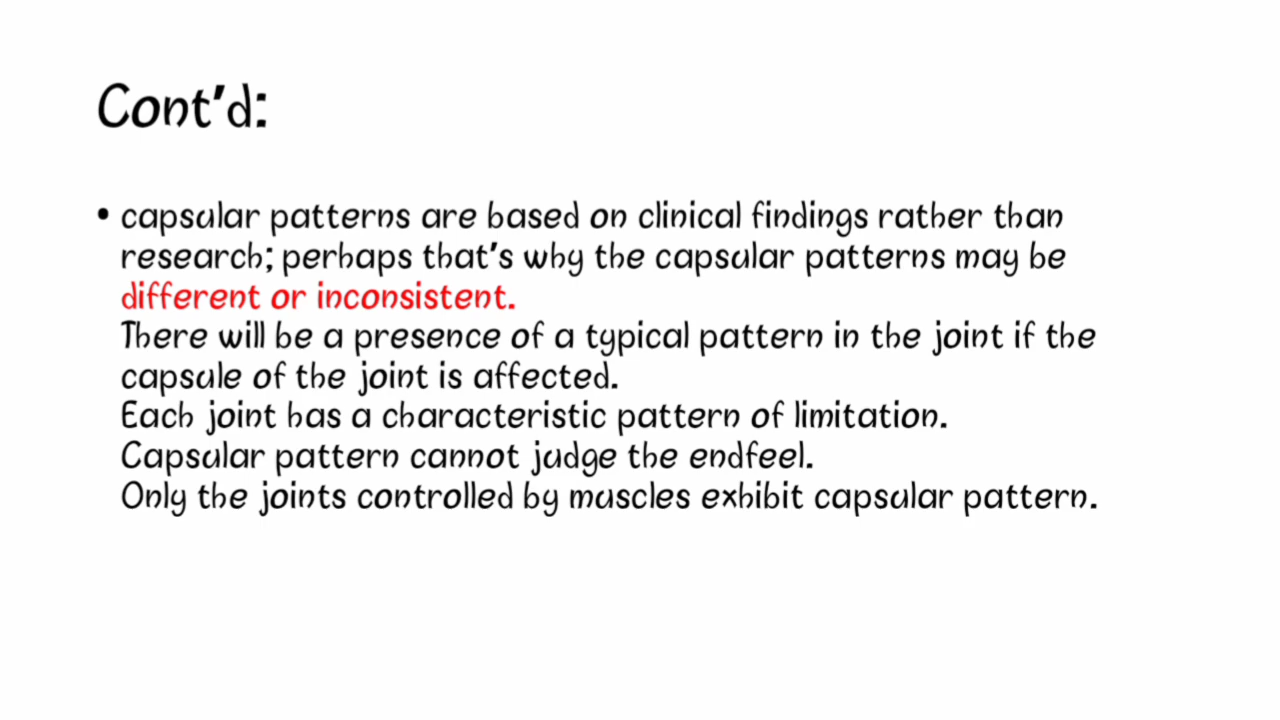 Cont'd:
• capsular patterns are based on clinical findings rather than
research; perhaps that's why the capsular patterns may be
different or inconsistent.
There will be a presence of a typical pattern in the joint if the
capsule of the joint is affected.
Each joint has a characteristic pattern of limitation.
Capsular pattern cannot judge the endfeel.
Only the joints controlled by muscles exhibit capsular pattern.